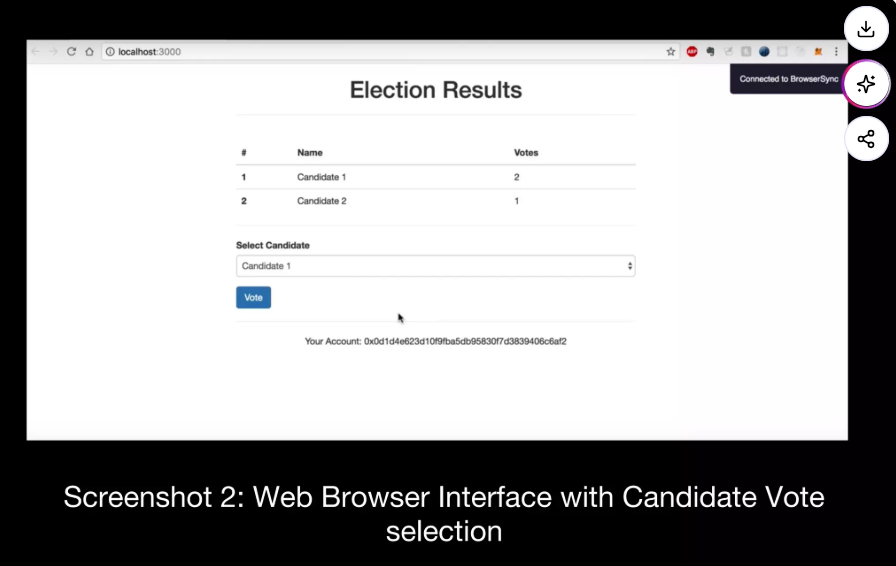 localhost:3000
ABP
Connected to BrowserSync
Election Results
# Name Votes
1 Candidate 1 2
2 Candidate 2 1
Select Candidate
Candidate 1
Vote
Your Account: 0x0d1d4e623d10f9fba5db95830f7d3839406c6af2
Screenshot 2: Web Browser Interface with Candidate Vote
selection